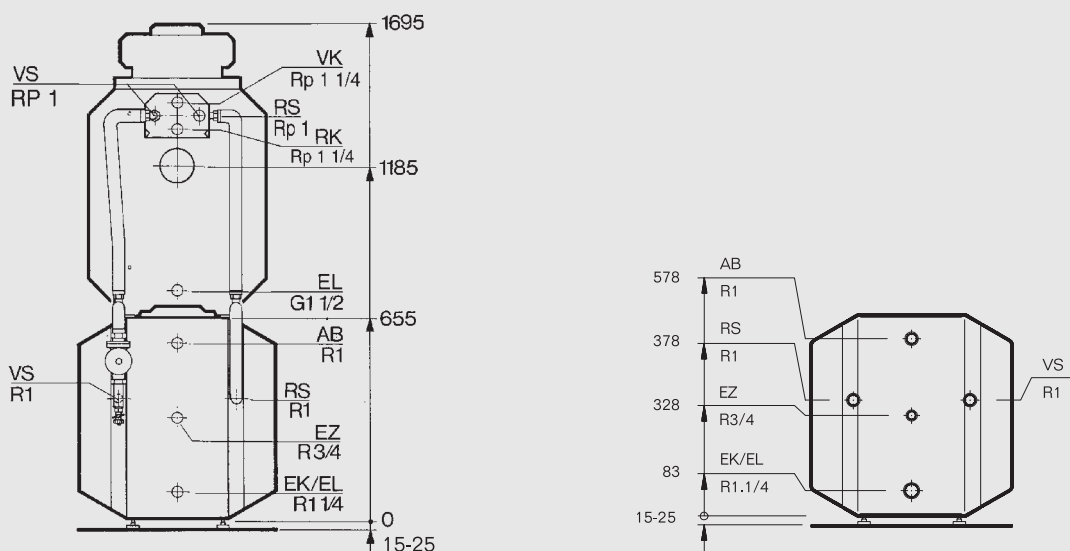 1695
VK
Rp 1 1/4
VS
RP 1
RS
Rp 1
RK
Rp 1 1/4
1185
EL
G1 1/2
655
AB
R1
VS
R1
RS
R1
EZ
R3/4
EK/EL
R1 1/4
0
15-25
578
AB
R1
378
RS
R1
VS
R1
328
EZ
R3/4
83
EK/EL
R1.1/4
15-25